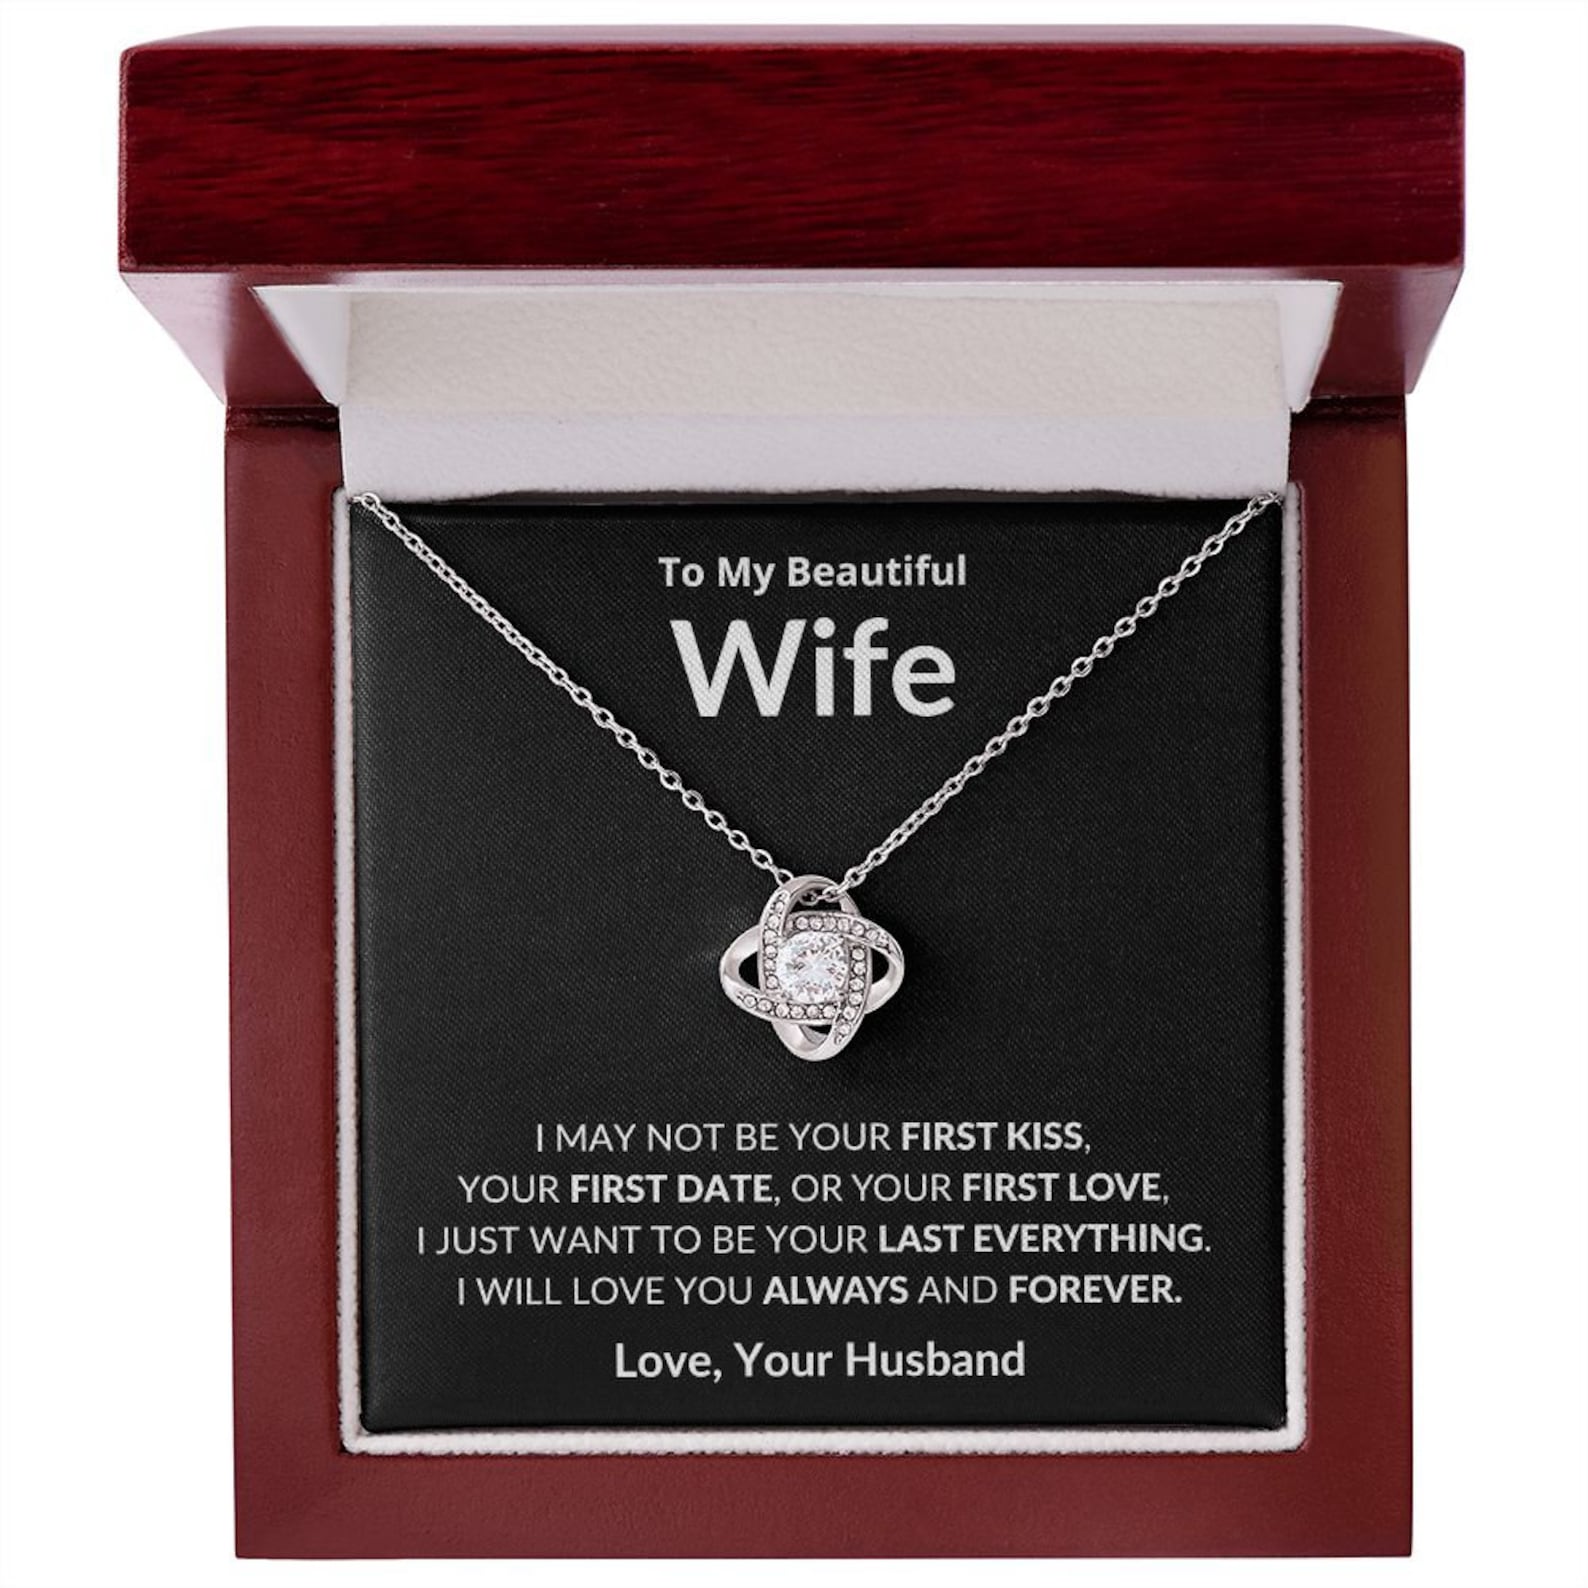 To My Beautiful
Wife
I MAY NOT BE YOUR FIRST KISS,
YOUR FIRST DATE, OR YOUR FIRST LOVE,
I JUST WANT TO BE YOUR LAST EVERYTHING.
I WILL LOVE YOU ALWAYS AND FOREVER.
Love, Your Husband